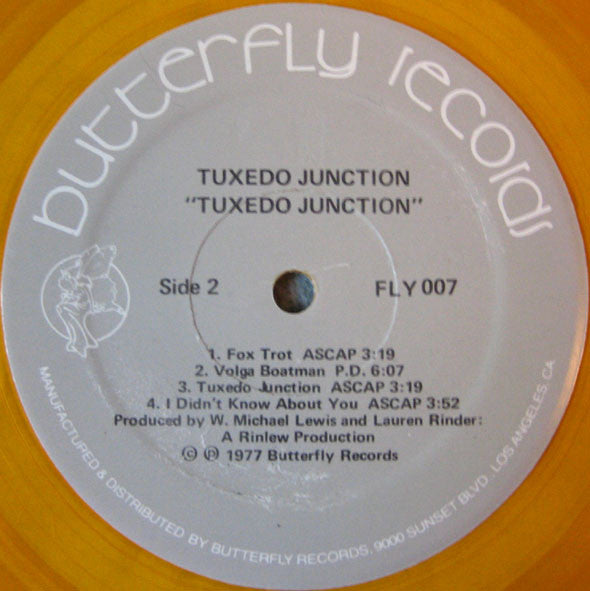 butterfly records
TUXEDO JUNCTION
"TUXEDO JUNCTION"
Side 2
FLY 007
1. Fox Trot ASCAP 3:19
2. Volga Boatman P.D. 6:07
3. Tuxedo Junction ASCAP 3:19
4. I Didn't Know About You ASCAP 3:52
Produced by W. Michael Lewis and Lauren Rinder:
A Rinlew Production
© ℗ 1977 Butterfly Records
MANUFACTURED & DISTRIBUTED BY BUTTERFLY RECORDS, 9000 SUNSET BLVD. LOS ANGELES, CA